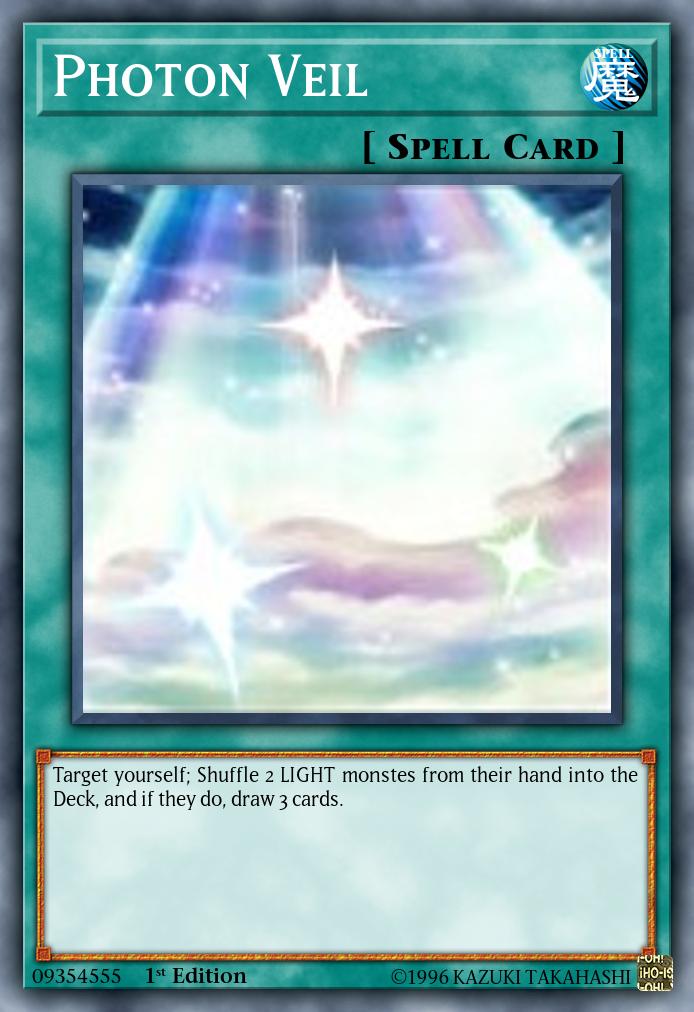 PHOTON VEIL
SPELL
魔
[ SPELL CARD ]
Target yourself; Shuffle 2 LIGHT monstes from their hand into the
Deck, and if they do, draw 3 cards.
09354555 1st Edition ©1996 KAZUKI TAKAHASHI